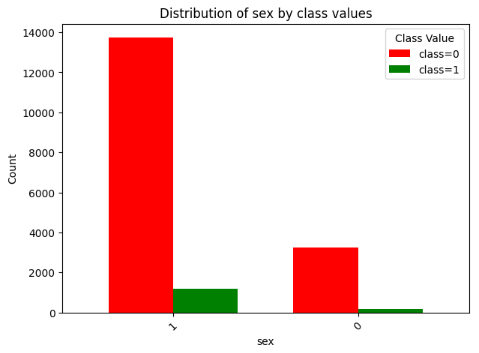 Distribution of sex by class values
Class Value
class=0
class=1
Count
14000
12000
10000
8000
6000
4000
2000
0
1
0
sex